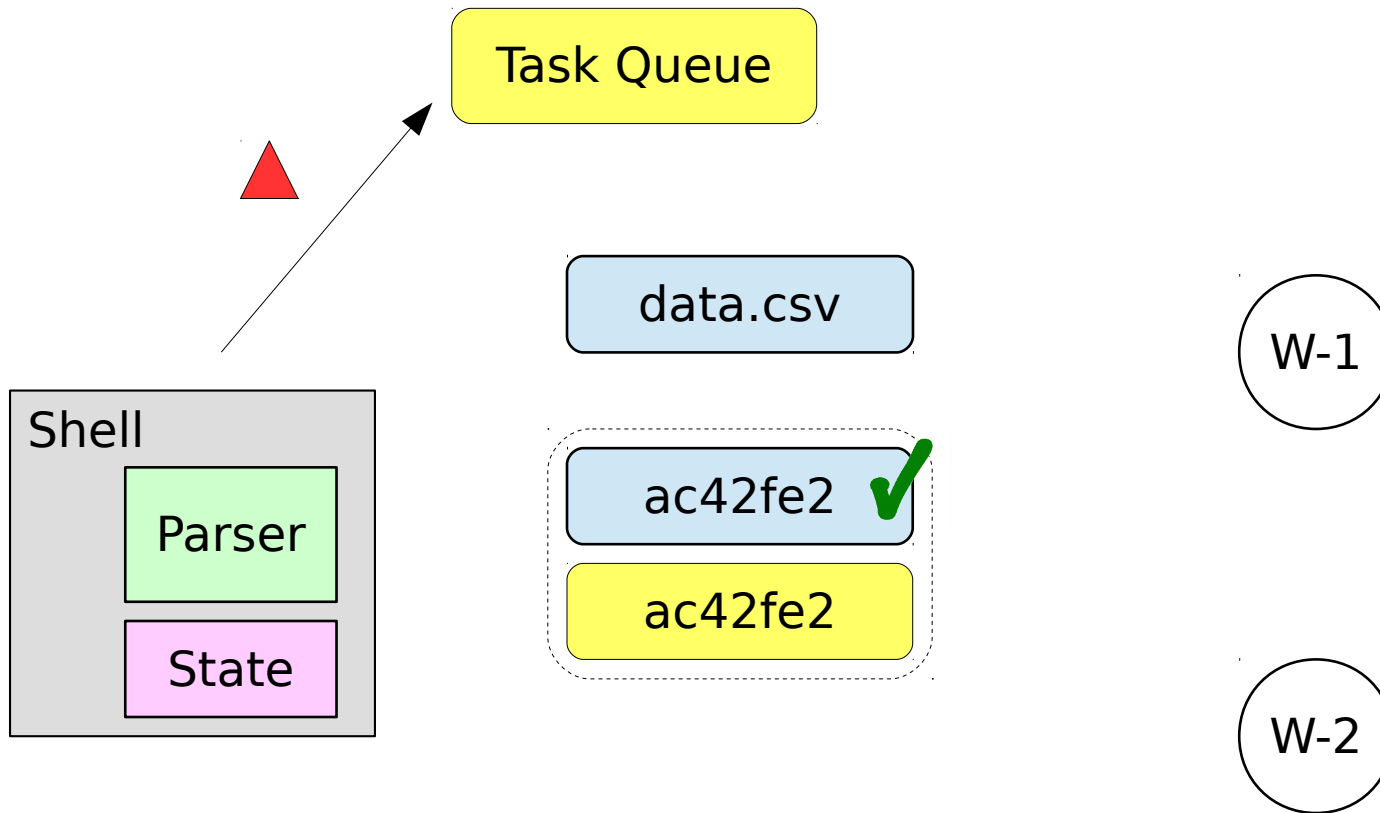 Task Queue
data.csv
W-1
Shell
ac42fe2
Parser
ac42fe2
State
W-2